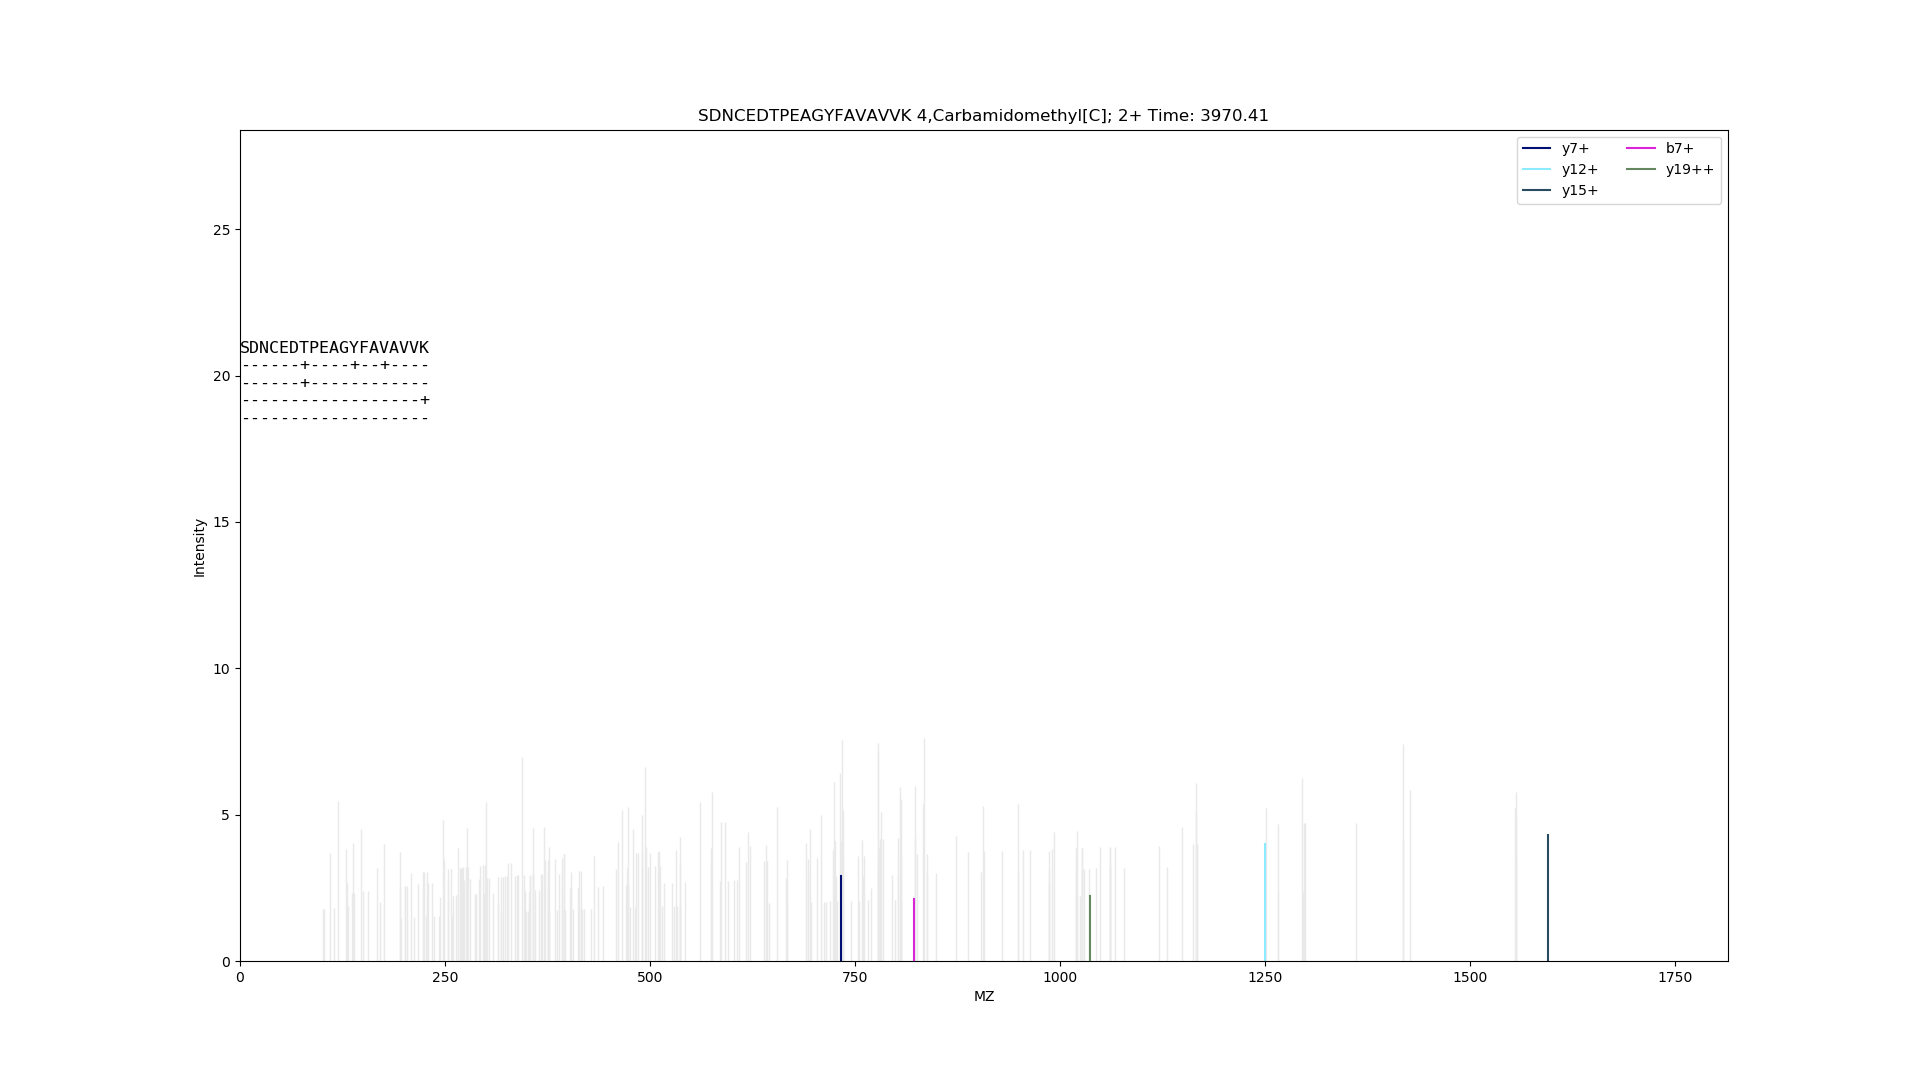 SDNCEDTPEAGYFAVAVVK 4,Carbamidomethyl[C]; 2+ Time: 3970.41
y7+
y12+
y15+
b7+
y19++
25
20
15
10
5
0
Intensity
SDNCEDTPEAGYFAVAVVK
------+----+--+----
------+------------
------------------+
-------------------
0 250 500 750 1000 1250 1500 1750
MZ